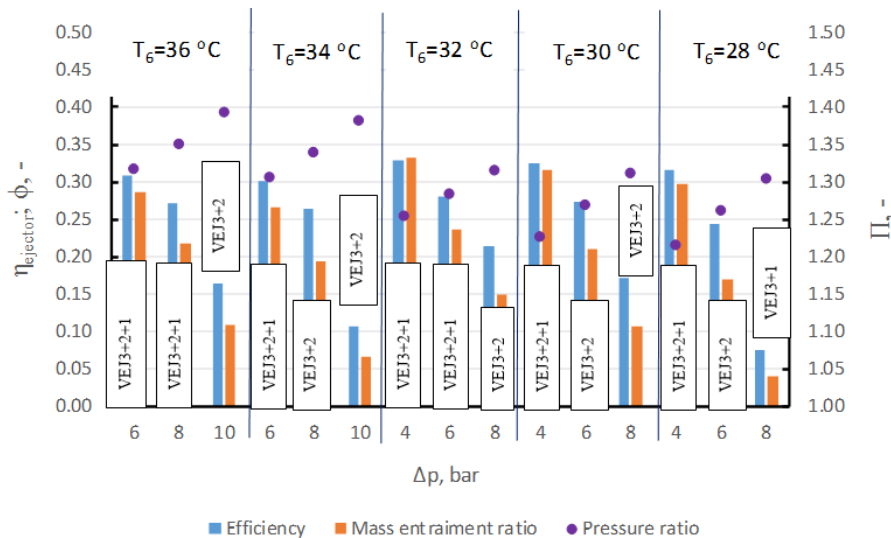 T6=36 °C T6=34 °C T6=32 °C T6=30 °C T6=28 °C
0.50
0.45
0.40
0.35
0.30
0.25
0.20
0.15
0.10
0.05
0.00
ηejector; ϕ, -
1.50
1.45
1.40
1.35
1.30
1.25
1.20
1.15
1.10
1.05
1.00
Π, -
VEJ3+2+1
VEJ3+2+1
VEJ3+2
VEJ3+2+1
VEJ3+2
VEJ3+2
VEJ3+2+1
VEJ3+2+1
VEJ3+2
VEJ3+2+1
VEJ3+2
VEJ3+2
VEJ3+2+1
VEJ3+2
VEJ3+1
6 8 10 6 8 10 4 6 8 4 6 8 4 6 8
Δp, bar
Efficiency Mass entraiment ratio Pressure ratio